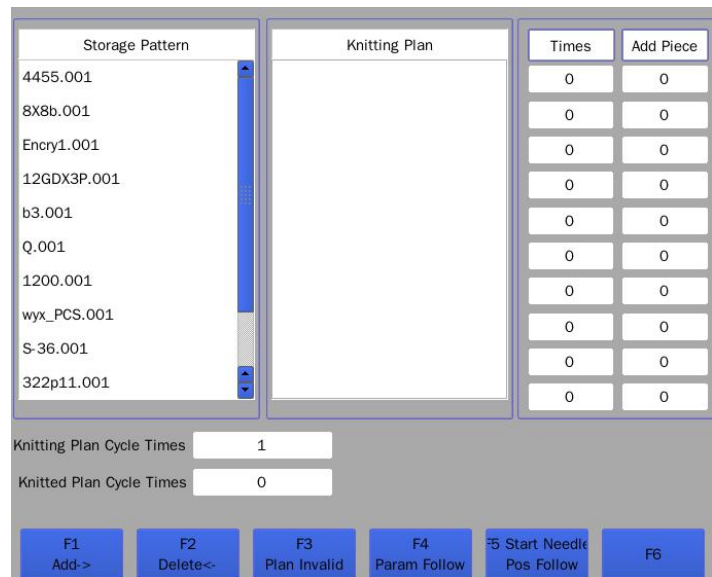 Storage Pattern
4455.001
8X8b.001
Encry1.001
12GDX3P.001
b3.001
Q.001
1200.001
wyx_PCS.001
S-36.001
322p11.001
Knitting Plan
Times Add Piece
0 0
0 0
0 0
0 0
0 0
0 0
0 0
0 0
0 0
0 0
Knitting Plan Cycle Times 1
Knitted Plan Cycle Times 0
F1
Add->
F2
Delete<-
F3
Plan Invalid
F4
Param Follow
F5 Start Needle
Pos Follow
F6